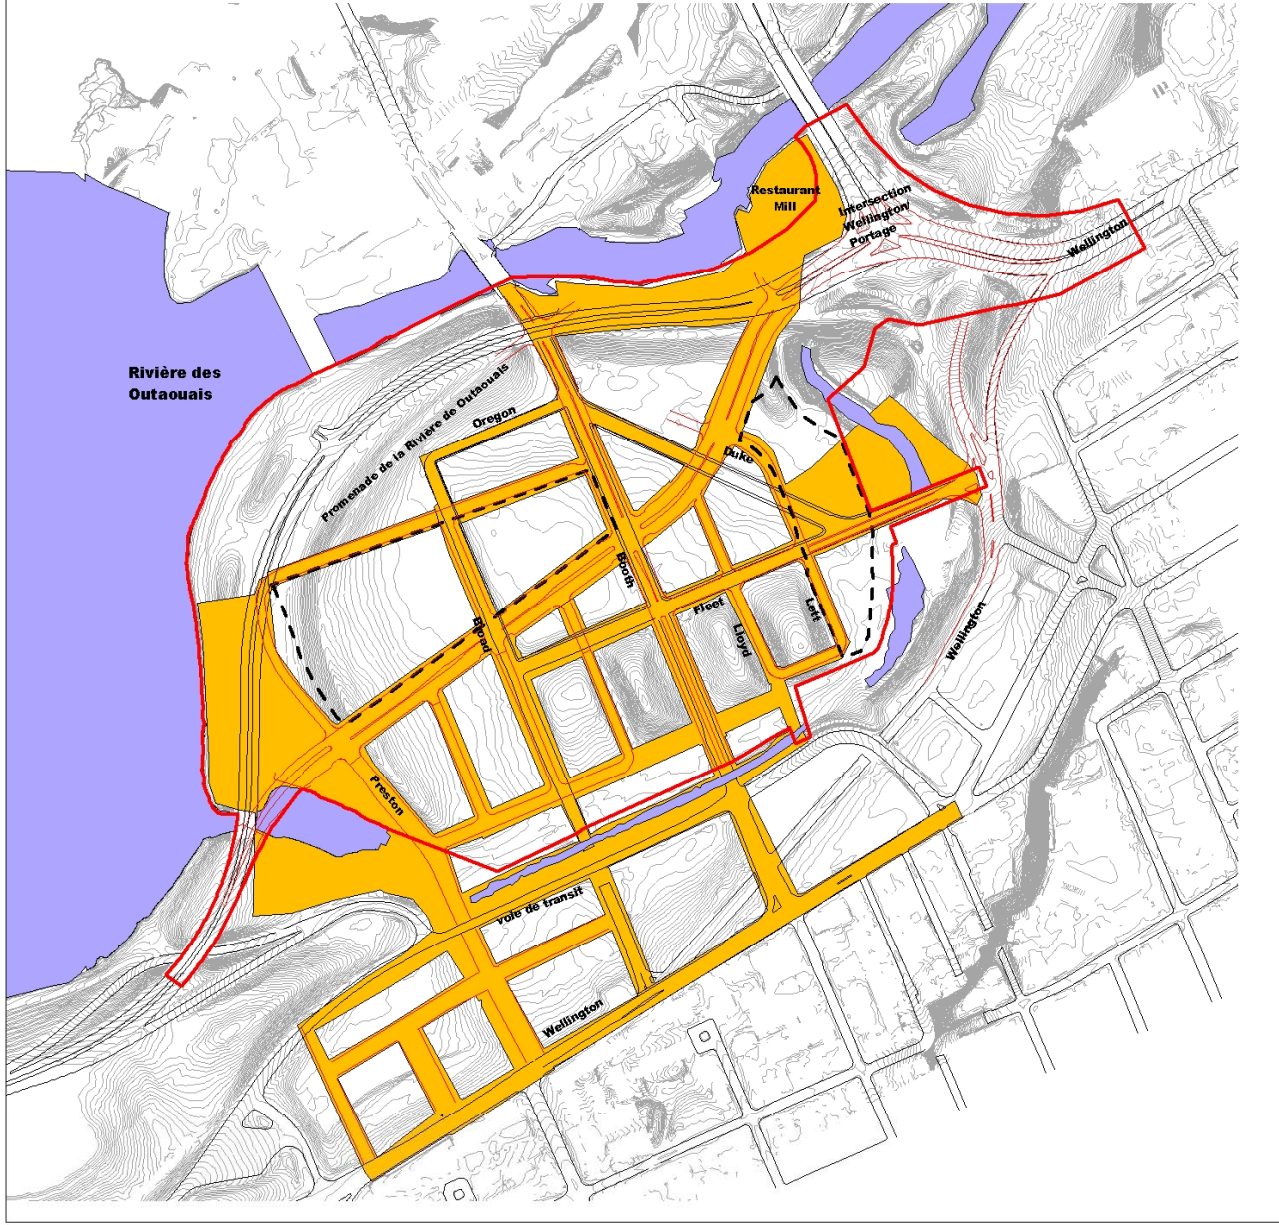 Restaurant
Mill
Intersection
Wellington
Portage
Wellington
Rivière des
Outaouais
Promenade de la Rivière de Outaouais
Oregon
Duke
Booth
Fleet
Lett
Lloyd
Broad
Wellington
Preston
voie de transit
Wellington